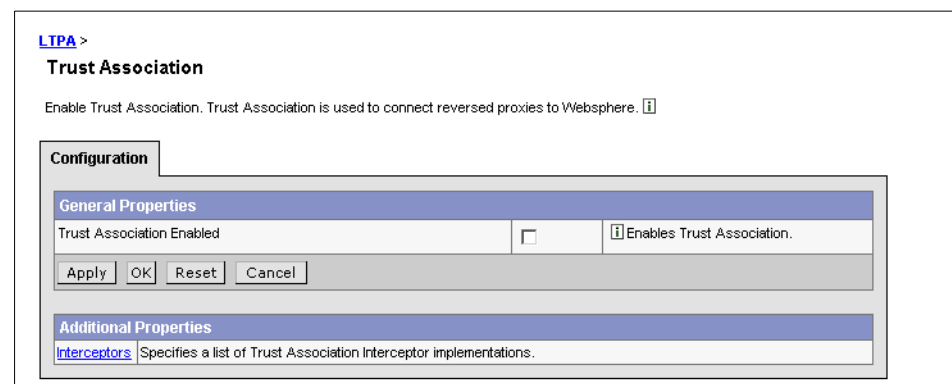 LTPA >
Trust Association
Enable Trust Association. Trust Association is used to connect reversed proxies to Websphere. i
Configuration
General Properties
Trust Association Enabled i Enables Trust Association.
Apply OK Reset Cancel
Additional Properties
Interceptors Specifies a list of Trust Association Interceptor implementations.